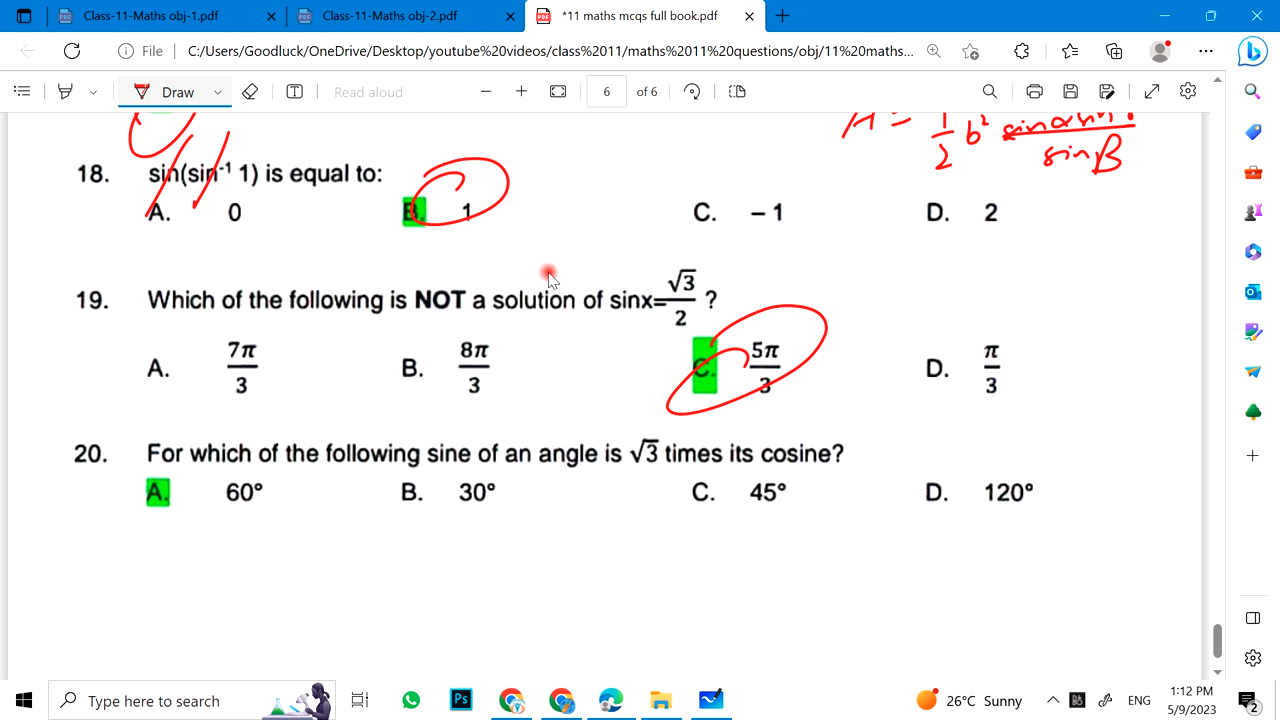 Class-11-Maths obj-1.pdf
Class-11-Maths obj-2.pdf
*11 maths mcqs full book.pdf
File
C:/Users/Goodluck/OneDrive/Desktop/youtube%20videos/class%2011/maths%2011%20questions/obj/11%20maths...
Draw
Read aloud
6 of 6
1/2 b²
sin β
18. sin(sin⁻¹ 1) is equal to:
A. 0 B. 1 C. – 1 D. 2
19. Which of the following is NOT a solution of sinx=√3/2 ?
A. 7π/3 B. 8π/3 C. 5π/3 D. π/3
20. For which of the following sine of an angle is √3 times its cosine?
A. 60° B. 30° C. 45° D. 120°
Type here to search
26°C Sunny
ENG
1:12 PM
5/9/2023
2